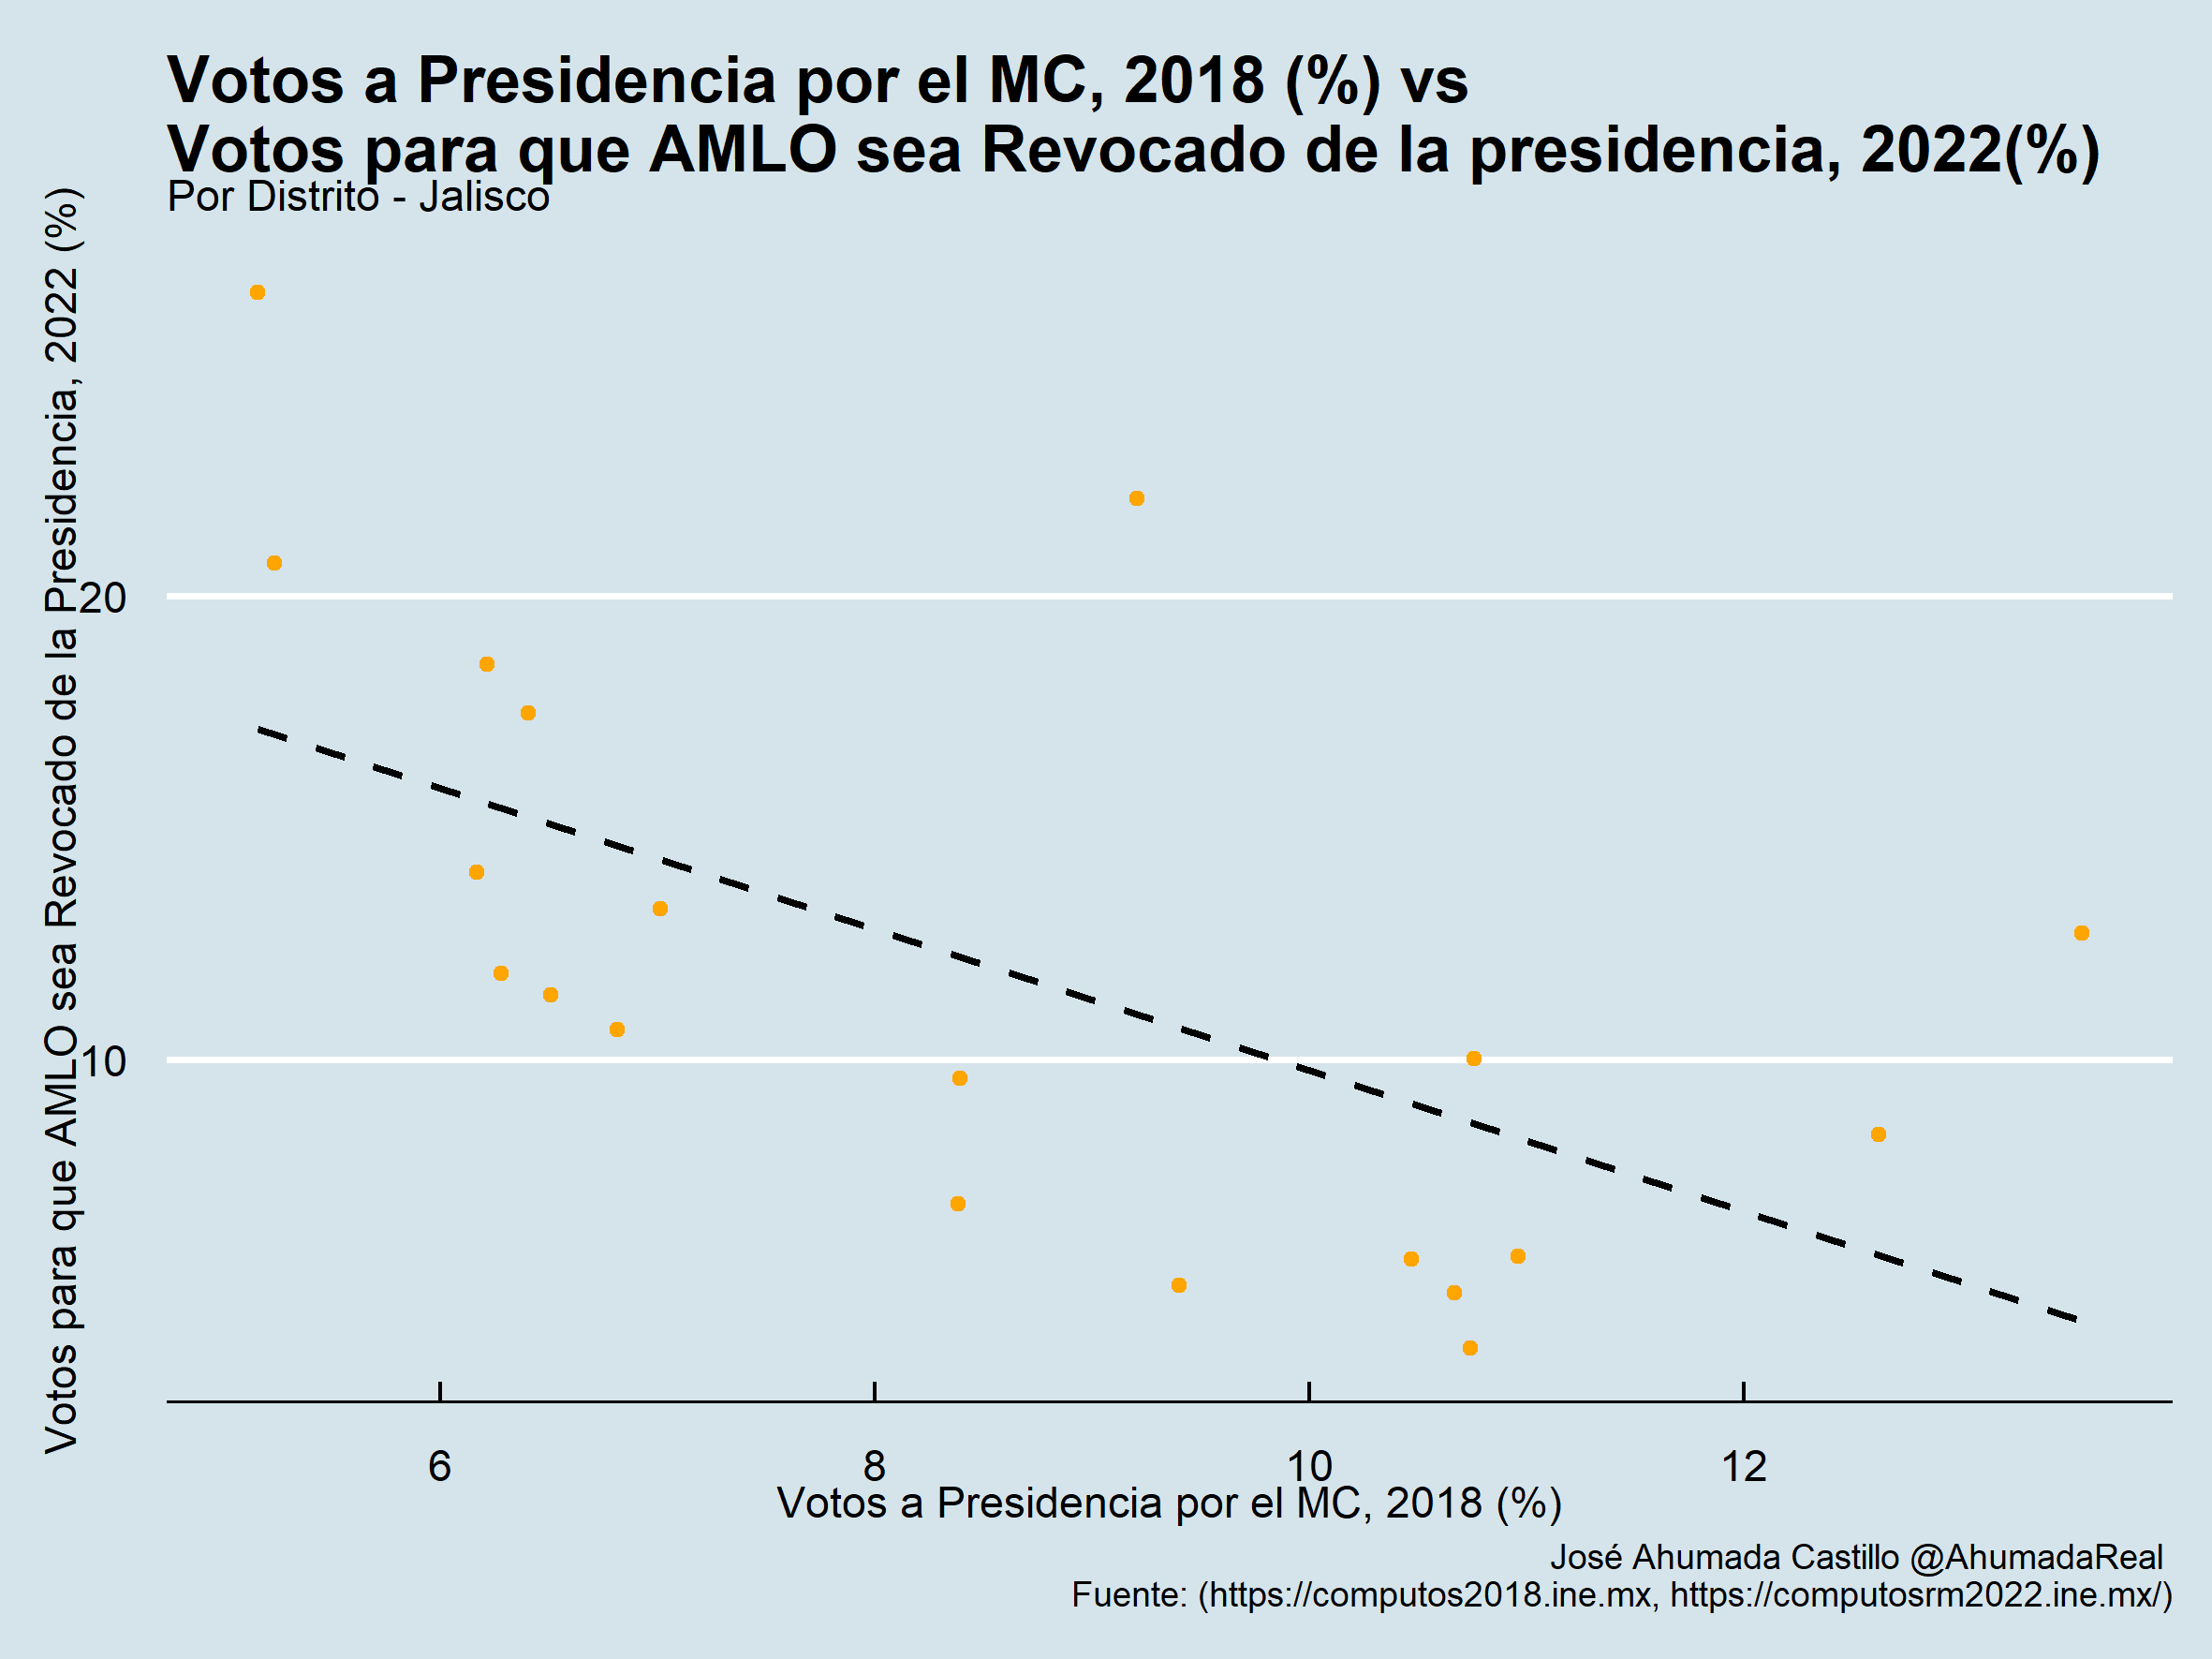 Votos a Presidencia por el MC, 2018 (%) vs
Votos para que AMLO sea Revocado de la presidencia, 2022(%)
Por Distrito - Jalisco
Votos para que AMLO sea Revocado de la Presidencia, 2022 (%)
20
10
6 8 10 12
Votos a Presidencia por el MC, 2018 (%)
José Ahumada Castillo @AhumadaReal
Fuente: (https://computos2018.ine.mx, https://computosrm2022.ine.mx/)